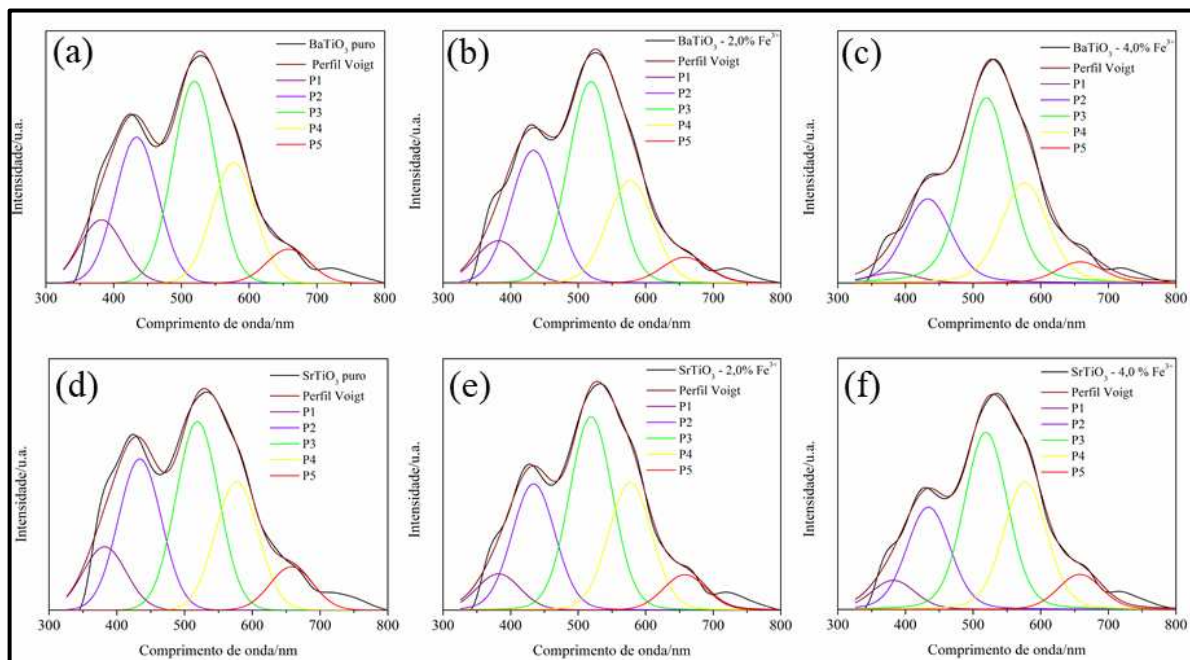 (a)
BaTiO3 puro
Perfil Voigt
P1
P2
P3
P4
P5
Intensidade/u.a.
300 400 500 600 700 800
Comprimento de onda/nm
(b)
BaTiO3 - 2,0% Fe3+
Perfil Voigt
P1
P2
P3
P4
P5
Intensidade/u.a.
300 400 500 600 700 800
Comprimento de onda/nm
(c)
BaTiO3 - 4,0% Fe3+
Perfil Voigt
P1
P2
P3
P4
P5
Intensidade/u.a.
300 400 500 600 700 800
Comprimento de onda/nm
(d)
SrTiO3 puro
Perfil Voigt
P1
P2
P3
P4
P5
Intensidade/u.a.
300 400 500 600 700 800
Comprimento de onda/nm
(e)
SrTiO3 - 2,0% Fe3+
Perfil Voigt
P1
P2
P3
P4
P5
Intensidade/u.a.
300 400 500 600 700 800
Comprimento de onda/nm
(f)
SrTiO3 - 4,0 % Fe3+
Perfil Voigt
P1
P2
P3
P4
P5
Intensidade/u.a.
300 400 500 600 700 800
Comprimento de onda/nm